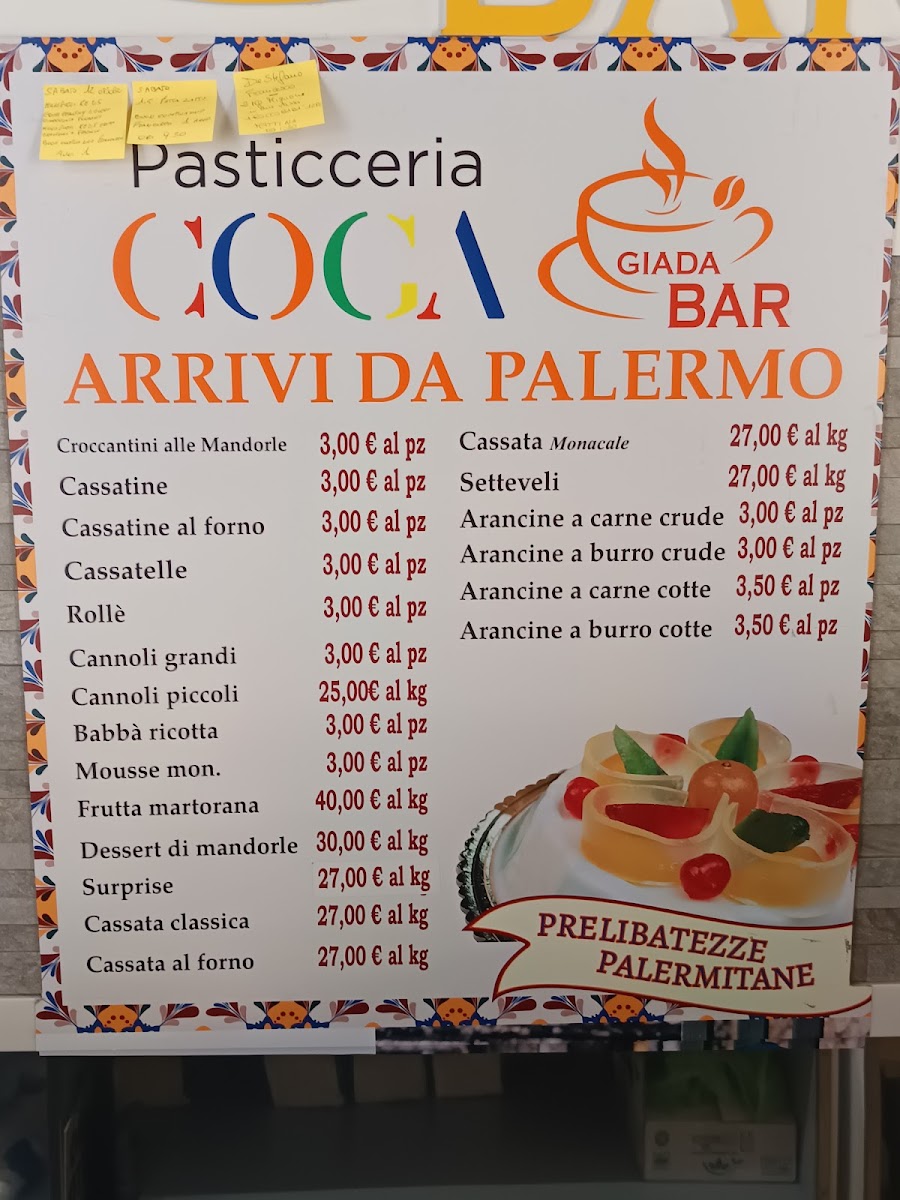 BAR
SABATO
SABATO
De Stefano
Francesco
Pasticceria
COCA
GIADA
BAR
ARRIVI DA PALERMO
Croccantini alle Mandorle 3,00 € al pz
Cassatine 3,00 € al pz
Cassatine al forno 3,00 € al pz
Cassatelle 3,00 € al pz
Rollè 3,00 € al pz
Cannoli grandi 3,00 € al pz
Cannoli piccoli 25,00€ al kg
Babbà ricotta 3,00 € al pz
Mousse mon. 3,00 € al pz
Frutta martorana 40,00 € al kg
Dessert di mandorle 30,00 € al kg
Surprise 27,00 € al kg
Cassata classica 27,00 € al kg
Cassata al forno 27,00 € al kg
Cassata Monacale 27,00 € al kg
Setteveli 27,00 € al kg
Arancine a carne crude 3,00 € al pz
Arancine a burro crude 3,00 € al pz
Arancine a carne cotte 3,50 € al pz
Arancine a burro cotte 3,50 € al pz
PRELIBATEZZE
PALERMITANE